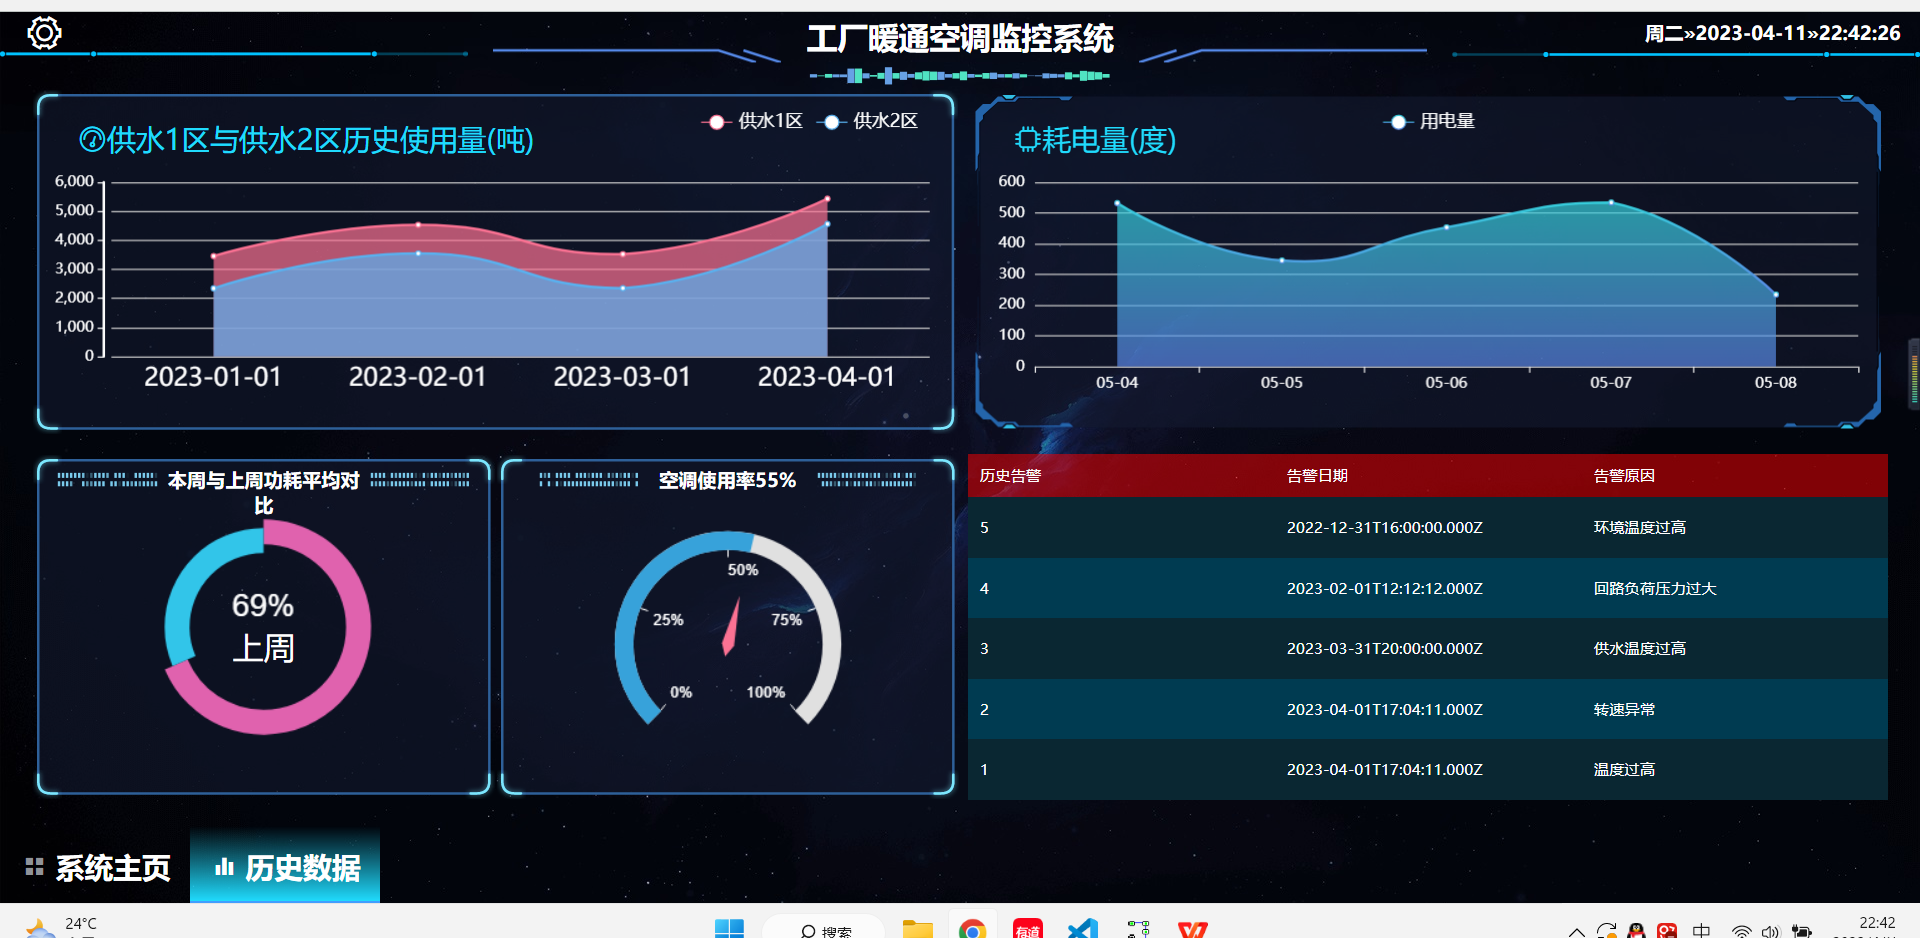 工厂暖通空调监控系统
周二»2023-04-11»22:42:26
供水1区与供水2区历史使用量(吨)
供水1区
供水2区
6,000
5,000
4,000
3,000
2,000
1,000
0
2023-01-01
2023-02-01
2023-03-01
2023-04-01
耗电量(度)
用电量
600
500
400
300
200
100
0
05-04
05-05
05-06
05-07
05-08
本周与上周功耗平均对
比
69%
上周
空调使用率55%
0%
25%
50%
75%
100%
历史告警 告警日期 告警原因
5 2022-12-31T16:00:00.000Z 环境温度过高
4 2023-02-01T12:12:12.000Z 回路负荷压力过大
3 2023-03-31T20:00:00.000Z 供水温度过高
2 2023-04-01T17:04:11.000Z 转速异常
1 2023-04-01T17:04:11.000Z 温度过高
系统主页
历史数据
24°C
搜索
有道
中
22:42